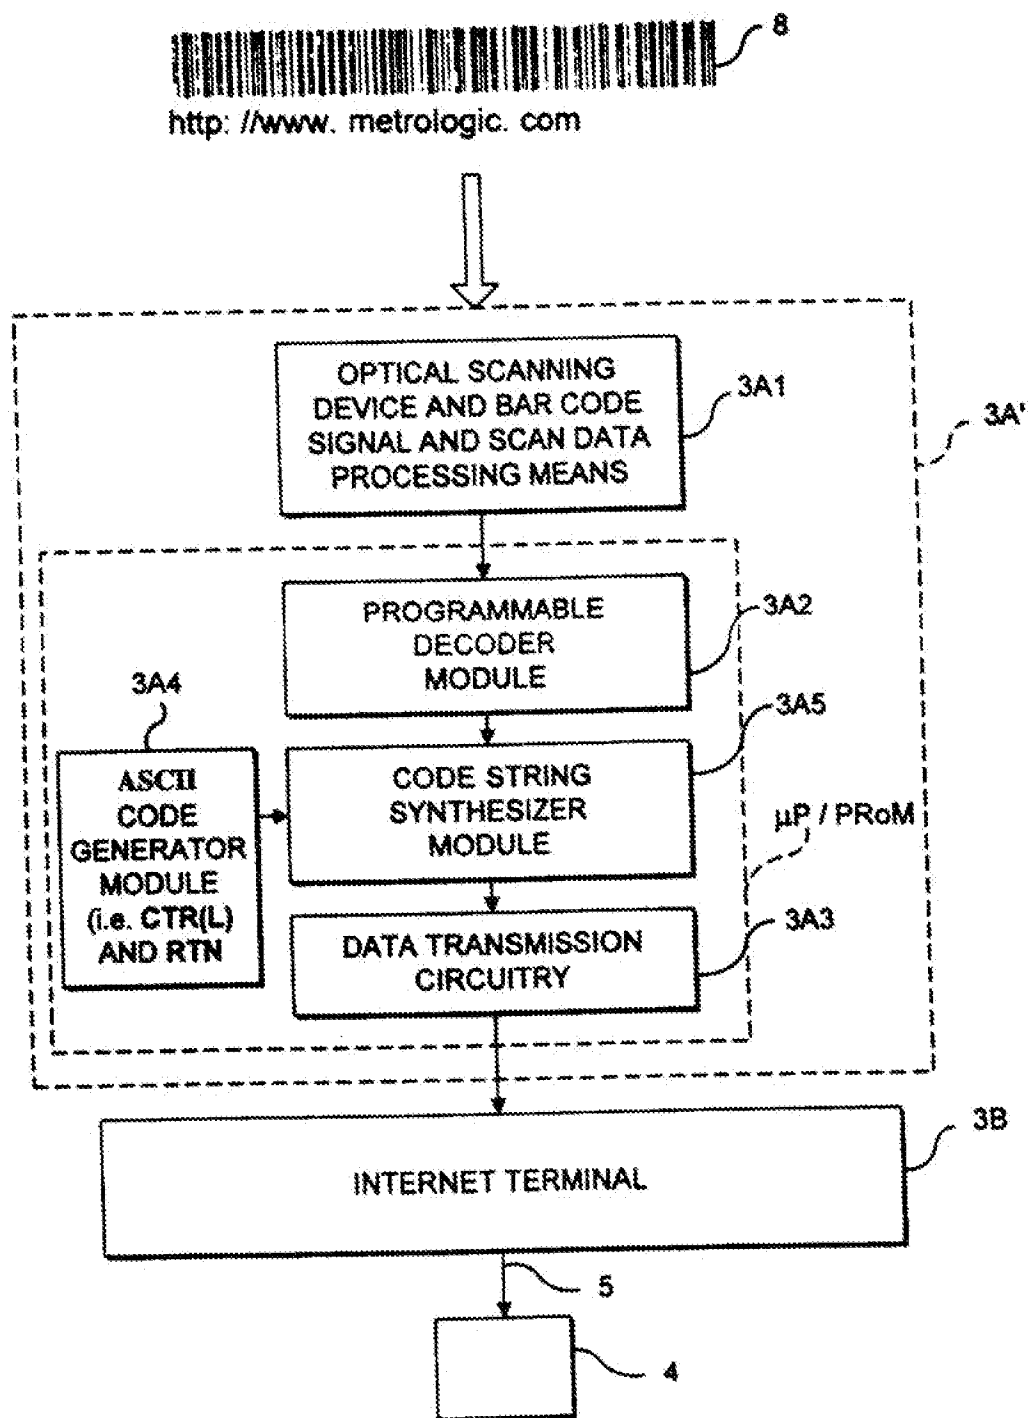 8
http: //www. metrologic. com
OPTICAL SCANNING
DEVICE AND BAR CODE
SIGNAL AND SCAN DATA
PROCESSING MEANS
3A1
3A'
PROGRAMMABLE
DECODER
MODULE
3A2
3A4
ASCII
CODE
GENERATOR
MODULE
(i.e. CTR(L)
AND RTN
CODE STRING
SYNTHESIZER
MODULE
3A5
µP / PRoM
DATA TRANSMISSION
CIRCUITRY
3A3
INTERNET TERMINAL
3B
5
4